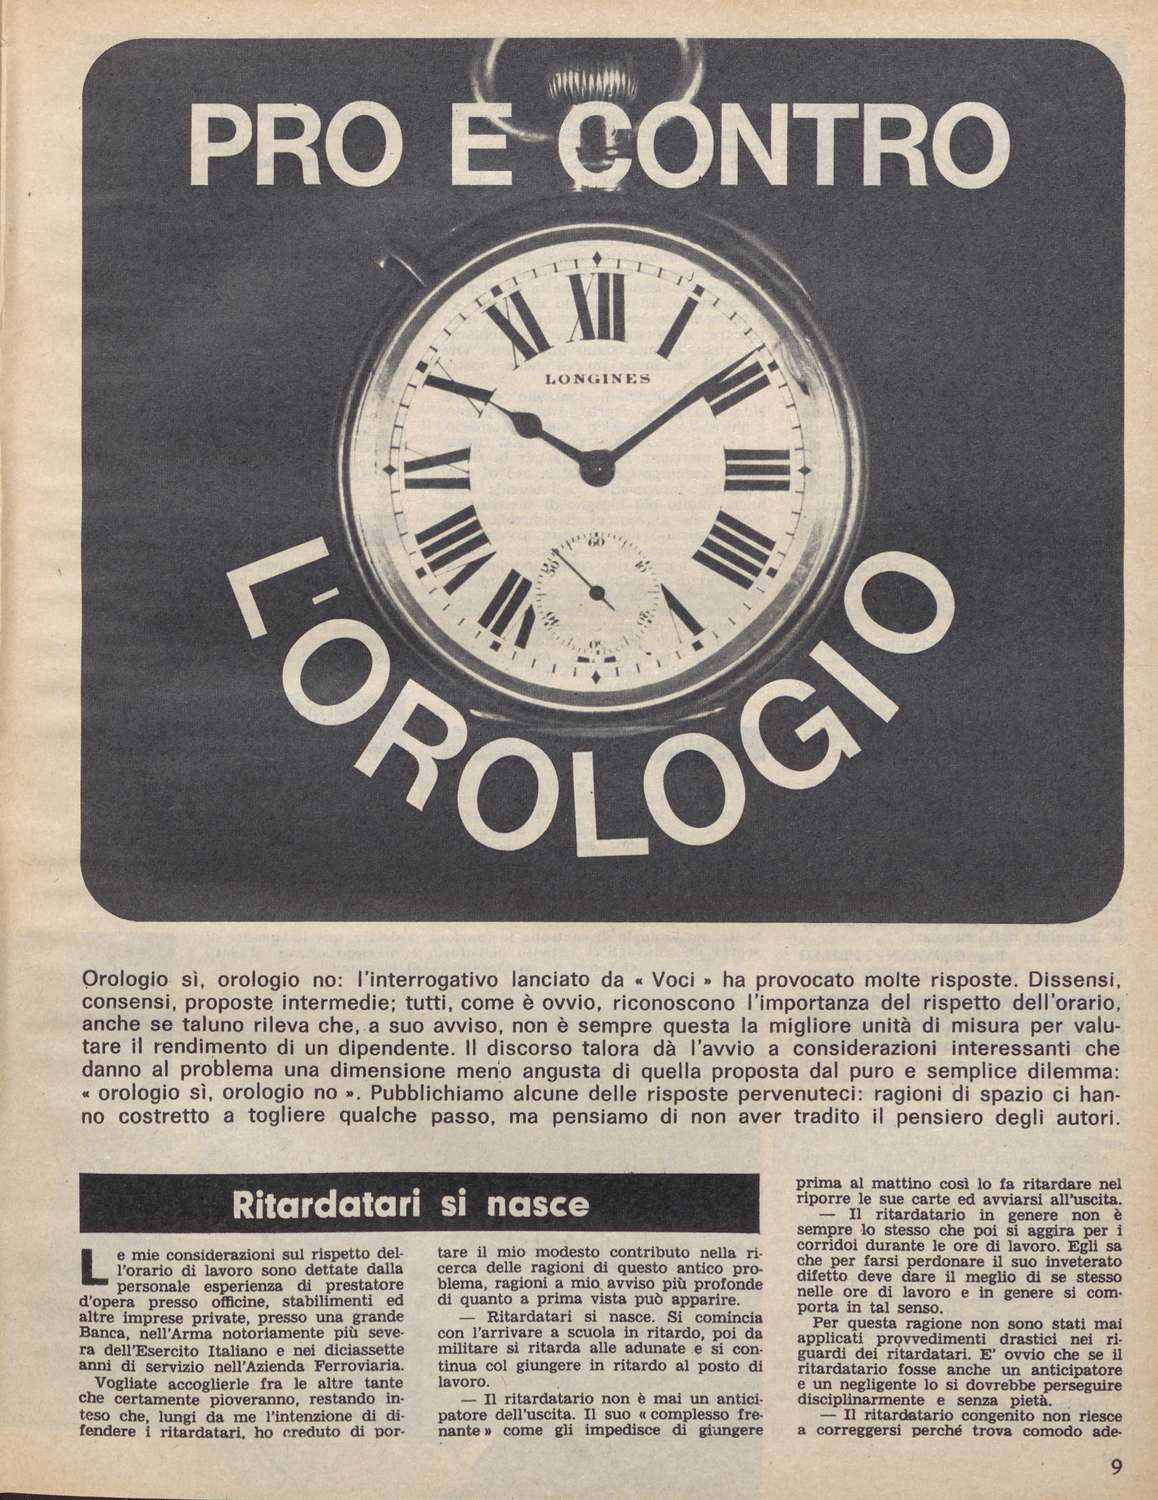 PRO E CONTRO
XII
I
II
III
IIII
V
VII
VIII
IX
X
XI
LONGINES
60
L'OROLOGIO
Orologio sì, orologio no: l'interrogativo lanciato da « Voci » ha provocato molte risposte. Dissensi,
consensi, proposte intermedie; tutti, come è ovvio, riconoscono l'importanza del rispetto dell'orario,
anche se taluno rileva che, a suo avviso, non è sempre questa la migliore unità di misura per valu-
tare il rendimento di un dipendente. Il discorso talora dà l'avvio a considerazioni interessanti che
danno al problema una dimensione meno angusta di quella proposta dal puro e semplice dilemma:
« orologio sì, orologio no ». Pubblichiamo alcune delle risposte pervenuteci: ragioni di spazio ci han-
no costretto a togliere qualche passo, ma pensiamo di non aver tradito il pensiero degli autori.
Ritardatari si nasce
Le mie considerazioni sul rispetto del-
l'orario di lavoro sono dettate dalla
personale esperienza di prestatore
d'opera presso officine, stabilimenti ed
altre imprese private, presso una grande
Banca, nell'Arma notoriamente più seve-
ra dell'Esercito Italiano e nei diciassette
anni di servizio nell'Azienda Ferroviaria.
Vogliate accoglierle fra le altre tante
che certamente pioveranno, restando in-
teso che, lungi da me l'intenzione di di-
fendere i ritardatari, ho creduto di por-
tare il mio modesto contributo nella ri-
cerca delle ragioni di questo antico pro-
blema, ragioni a mio avviso più profonde
di quanto a prima vista può apparire.
— Ritardatari si nasce. Si comincia
con l'arrivare a scuola in ritardo, poi da
militare si ritarda alle adunate e si con-
tinua col giungere in ritardo al posto di
lavoro.
— Il ritardatario non è mai un antici-
patore dell'uscita. Il suo « complesso fre-
nante » come gli impedisce di giungere
prima al mattino così lo fa ritardare nel
riporre le sue carte ed avviarsi all'uscita.
— Il ritardatario in genere non è
sempre lo stesso che poi si aggira per i
corridoi durante le ore di lavoro. Egli sa
che per farsi perdonare il suo inveterato
difetto deve dare il meglio di se stesso
nelle ore di lavoro e in genere si com-
porta in tal senso.
Per questa ragione non sono stati mai
applicati provvedimenti drastici nei ri-
guardi dei ritardatari. E' ovvio che se il
ritardatario fosse anche un anticipatore
e un negligente lo si dovrebbe perseguire
disciplinarmente e senza pietà.
— Il ritardatario congenito non riesce
a correggersi perché trova comodo ade-
9